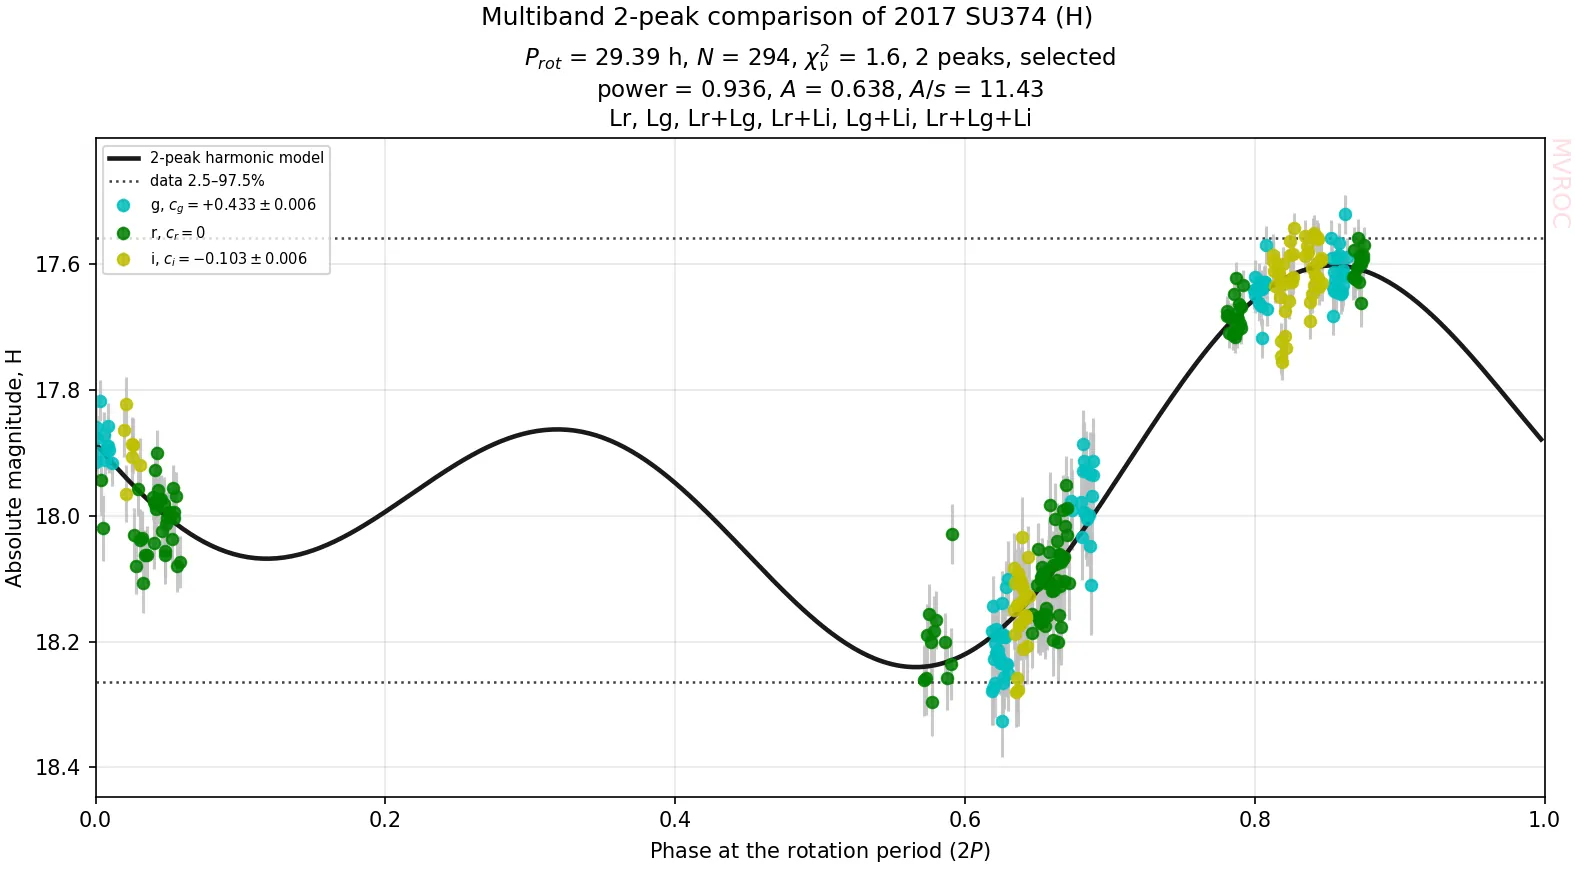 Multiband 2-peak comparison of 2017 SU374 (H)
P_rot = 29.39 h, N = 294, χ²_ν = 1.6, 2 peaks, selected
power = 0.936, A = 0.638, A/s = 11.43
Lr, Lg, Lr+Lg, Lr+Li, Lg+Li, Lr+Lg+Li
2-peak harmonic model
data 2.5–97.5%
g, c_g = +0.433 ± 0.006
r, c_r = 0
i, c_i = −0.103 ± 0.006
MVROC
Absolute magnitude, H
17.6
17.8
18.0
18.2
18.4
0.0 0.2 0.4 0.6 0.8 1.0
Phase at the rotation period (2P)